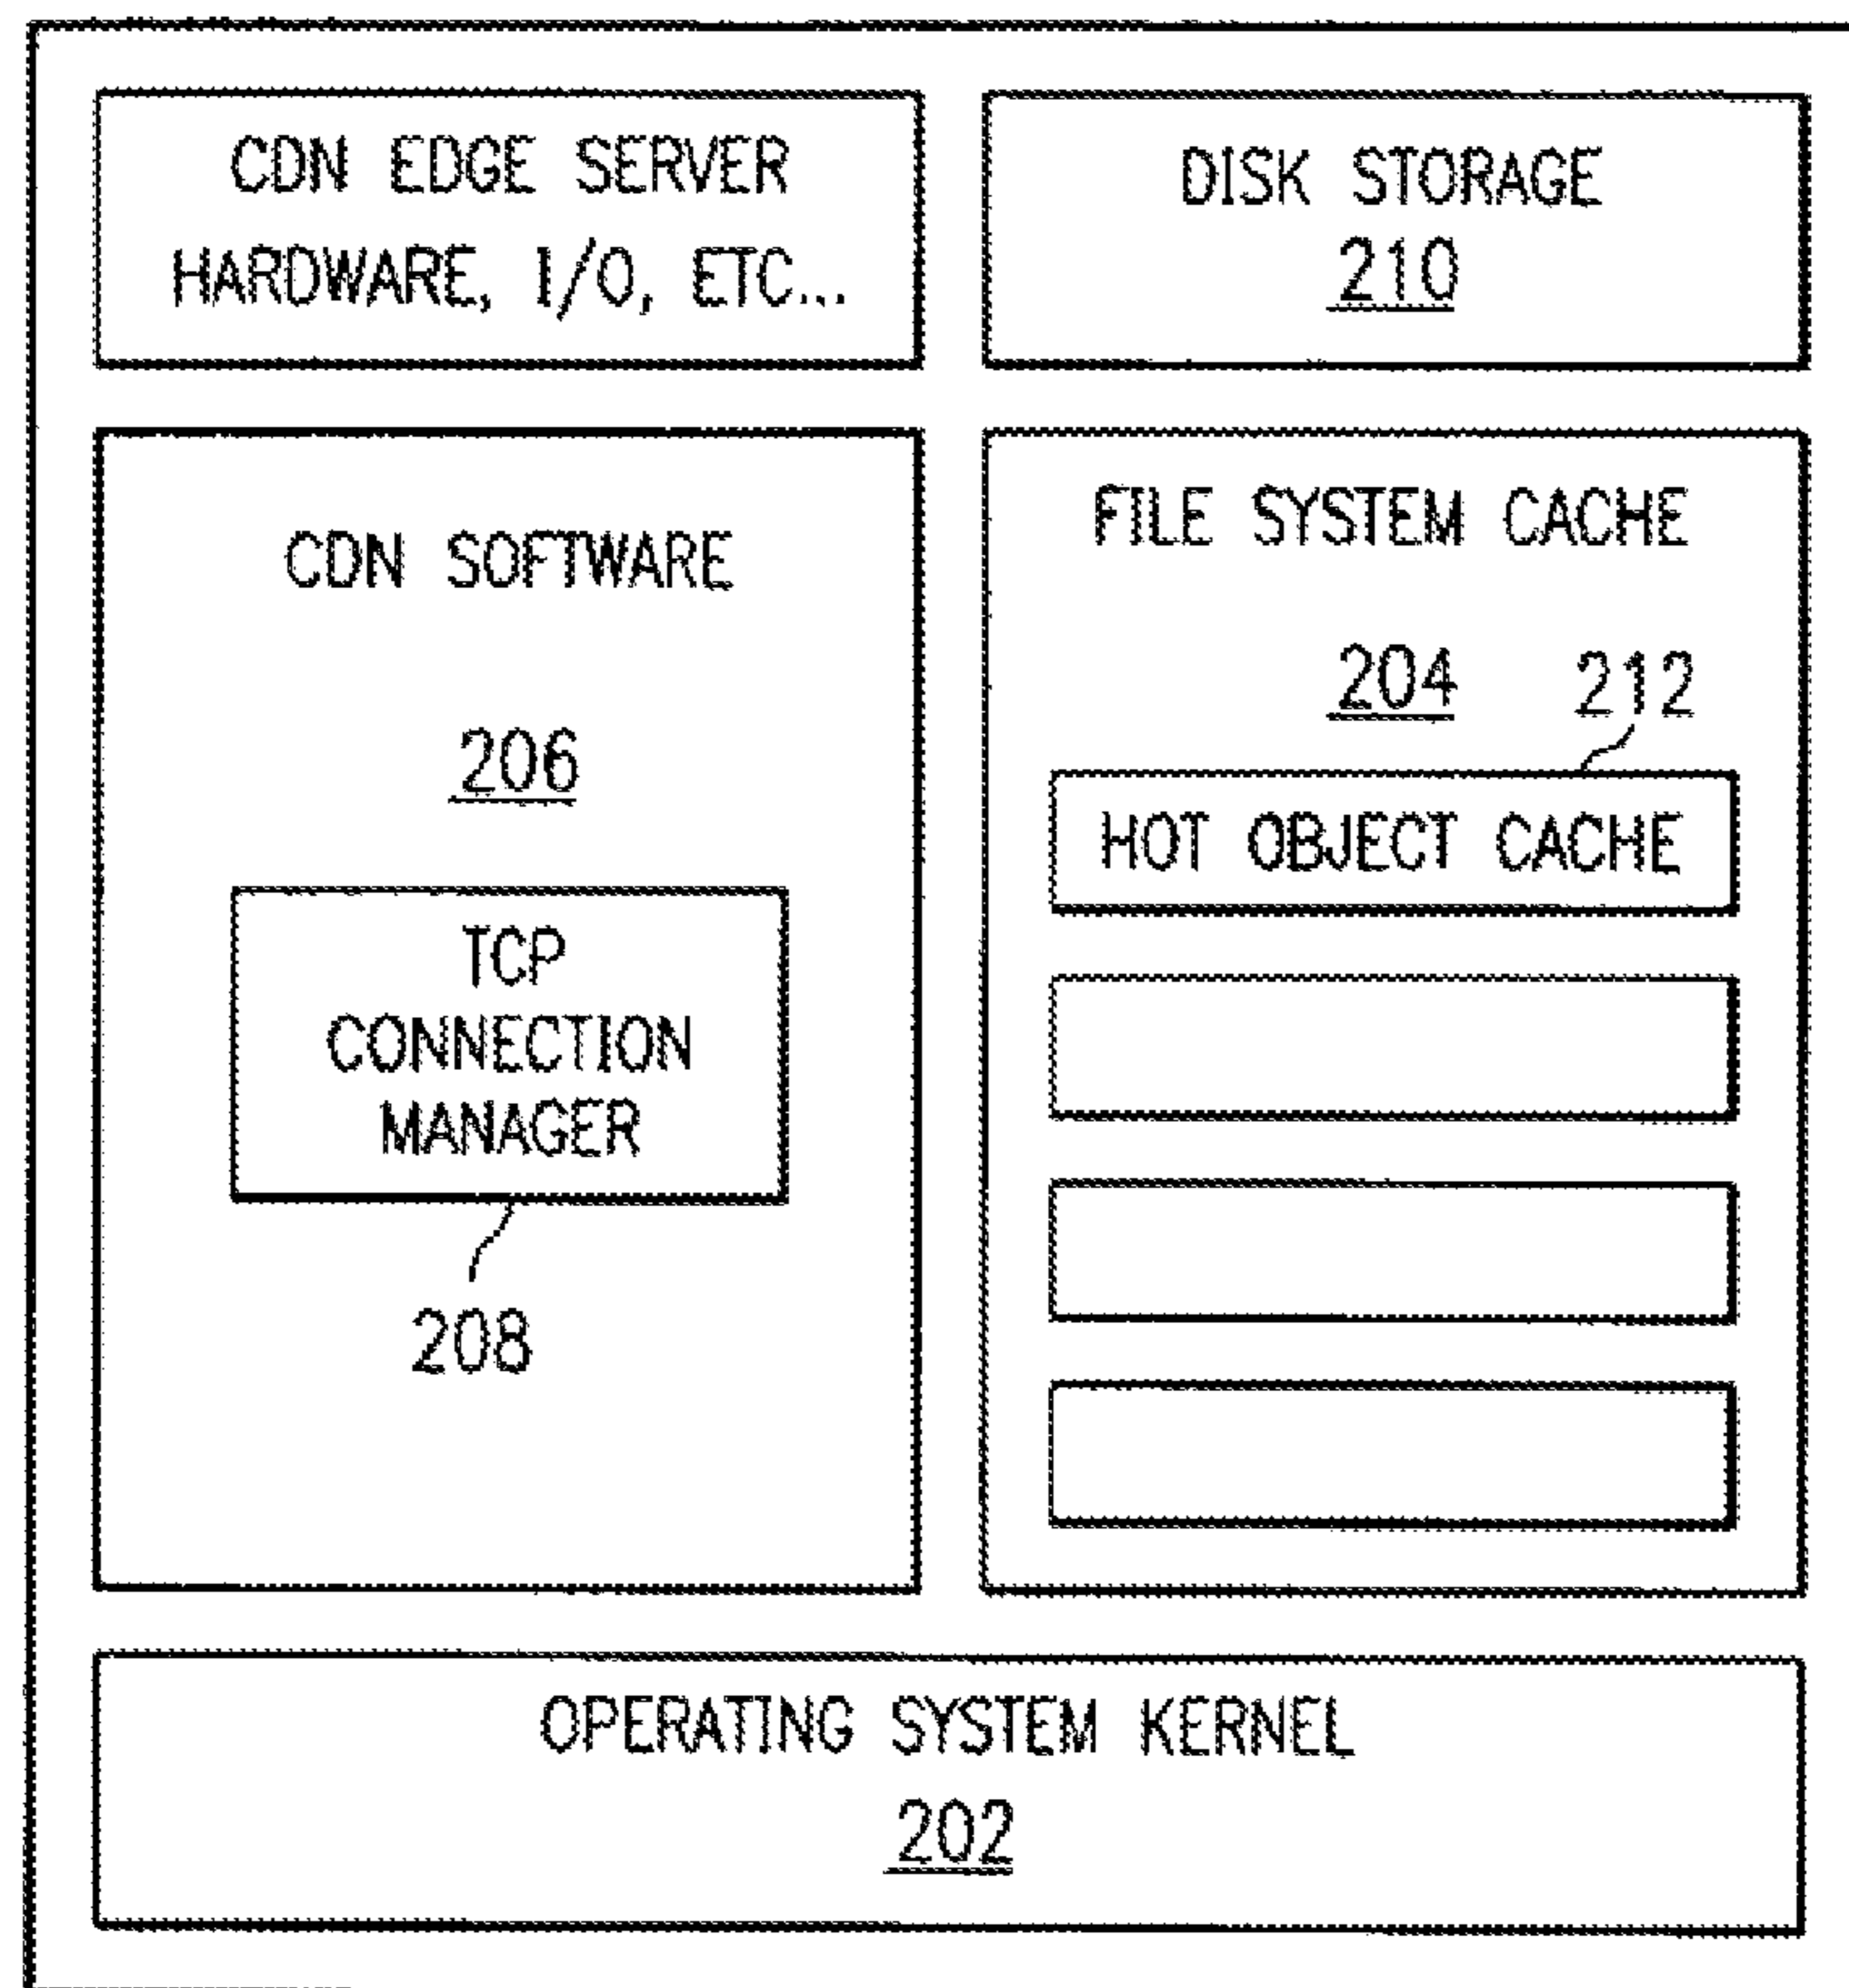 CDN EDGE SERVER
HARDWARE, I/O, ETC...
DISK STORAGE
210
CDN SOFTWARE
206
TCP
CONNECTION
MANAGER
208
FILE SYSTEM CACHE
204 212
HOT OBJECT CACHE
OPERATING SYSTEM KERNEL
202